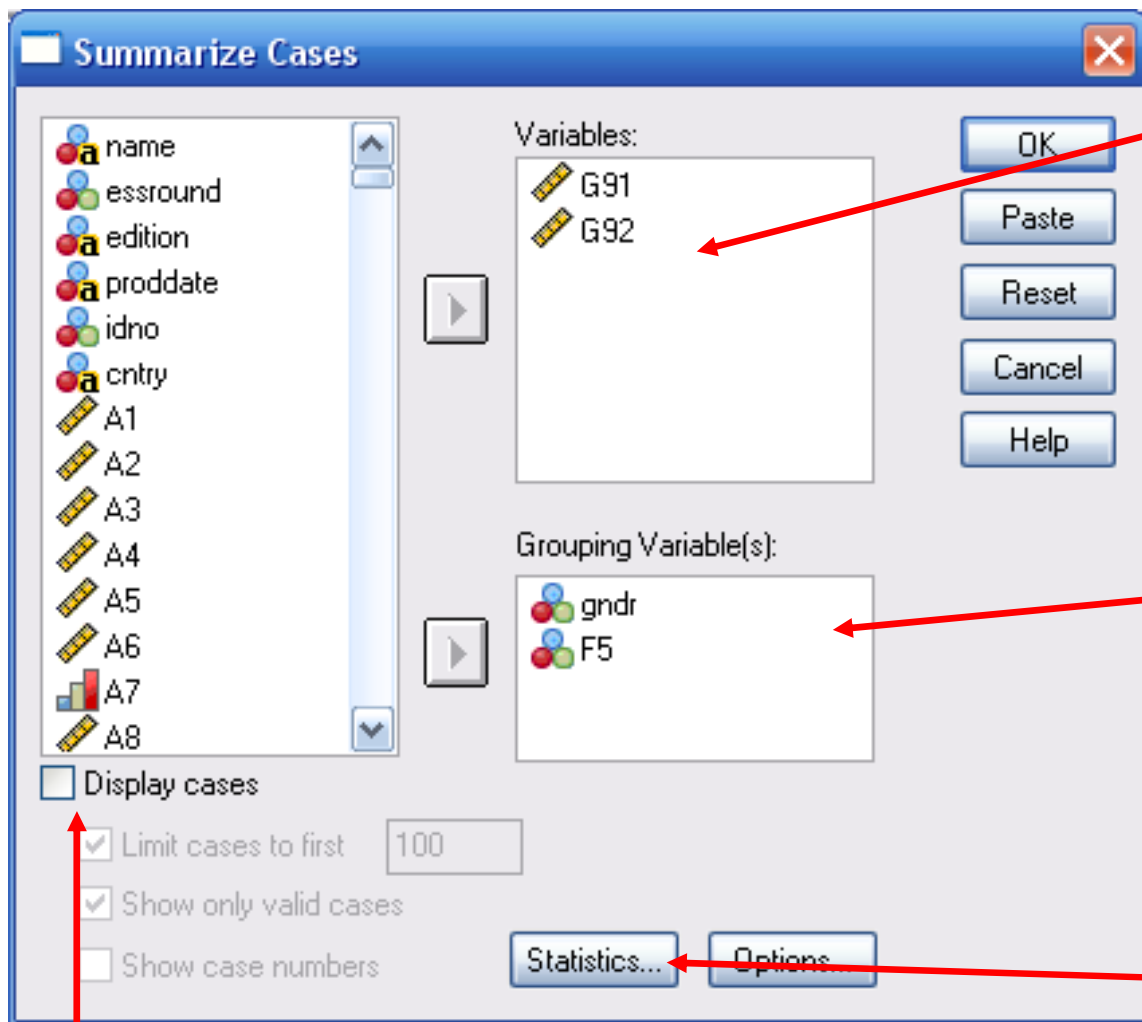 Summarize Cases
name
essround
edition
proddate
idno
cntry
A1
A2
A3
A4
A5
A6
A7
A8
Variables:
G91
G92
Grouping Variable(s):
gndr
F5
OK
Paste
Reset
Cancel
Help
Display cases
Limit cases to first 100
Show only valid cases
Show case numbers
Statistics...
Options...